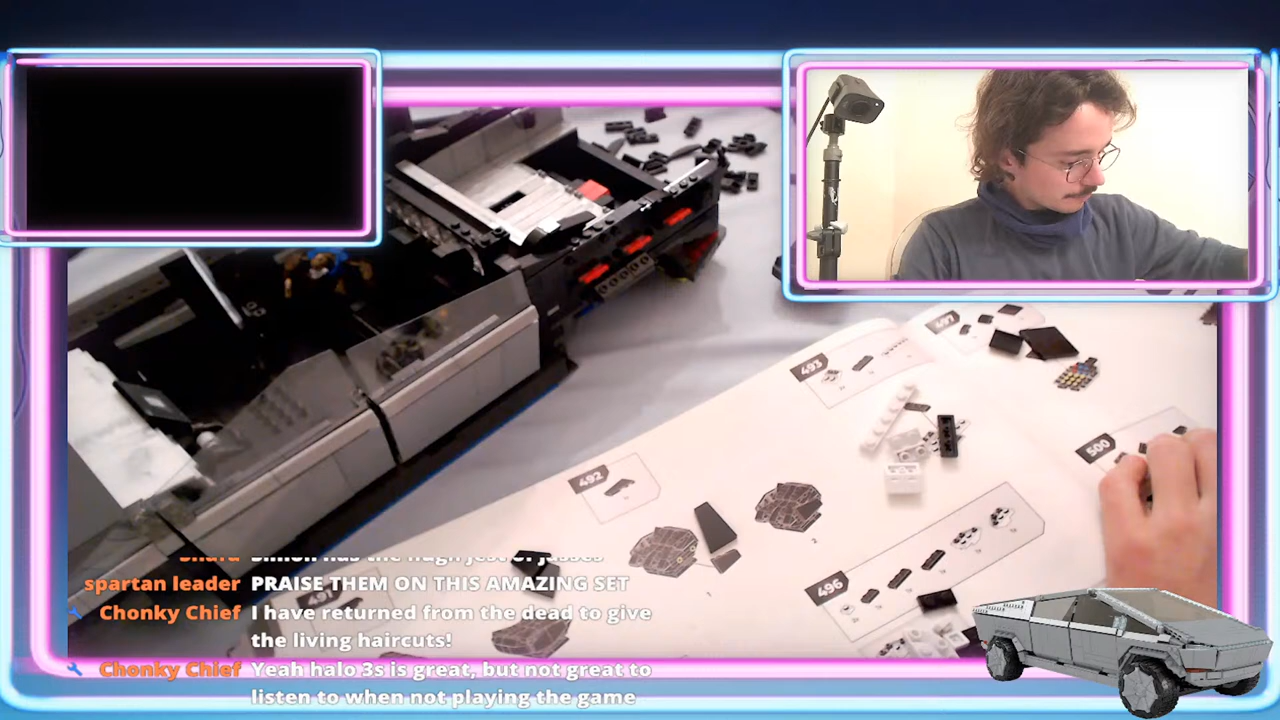 493
497
492
500
496
spartan leader PRAISE THEM ON THIS AMAZING SET
Chonky Chief I have returned from the dead to give
the living haircuts!
Chonky Chief Yeah halo 3s is great, but not great to
listen to when not playing the game